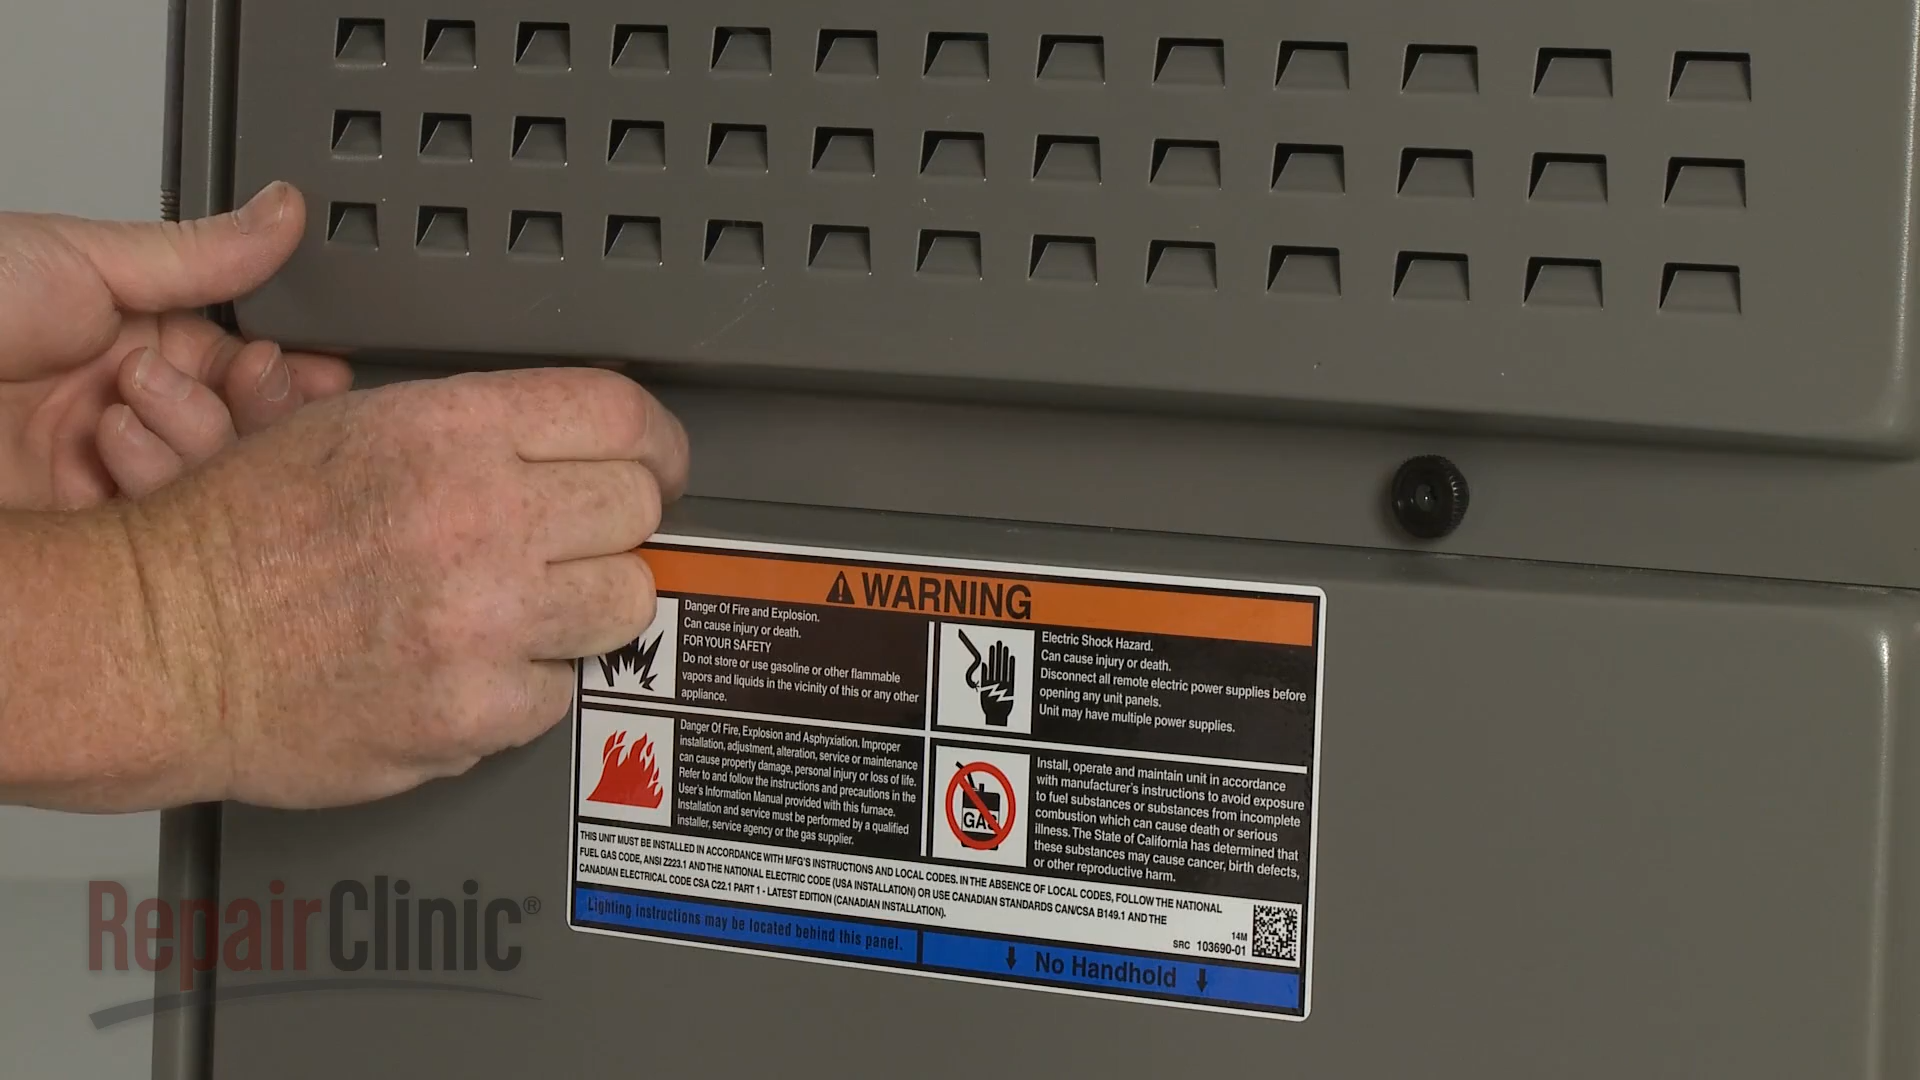 WARNING
Danger Of Fire and Explosion.
Can cause injury or death.
FOR YOUR SAFETY
Do not store or use gasoline or other flammable
vapors and liquids in the vicinity of this or any other
appliance.
Electric Shock Hazard.
Can cause injury or death.
Disconnect all remote electric power supplies before
opening any unit panels.
Unit may have multiple power supplies.
Danger Of Fire, Explosion and Asphyxiation. Improper
installation, adjustment, alteration, service or maintenance
can cause property damage, personal injury or loss of life.
Refer to and follow the instructions and precautions in the
User's Information Manual provided with this furnace.
Installation and service must be performed by a qualified
installer, service agency or the gas supplier.
GAS
Install, operate and maintain unit in accordance
with manufacturer's instructions to avoid exposure
to fuel substances or substances from incomplete
combustion which can cause death or serious
illness. The State of California has determined that
these substances may cause cancer, birth defects,
or other reproductive harm.
THIS UNIT MUST BE INSTALLED IN ACCORDANCE WITH MFG'S INSTRUCTIONS AND LOCAL CODES. IN THE ABSENCE OF LOCAL CODES, FOLLOW THE NATIONAL
FUEL GAS CODE, ANSI Z223.1 AND THE NATIONAL ELECTRIC CODE (USA INSTALLATION) OR USE CANADIAN STANDARDS CAN/CSA B149.1 AND THE
CANADIAN ELECTRICAL CODE CSA C22.1 PART 1 - LATEST EDITION (CANADIAN INSTALLATION).
14M
SRC 103690-01
Lighting instructions may be located behind this panel.
No Handhold
RepairClinic®